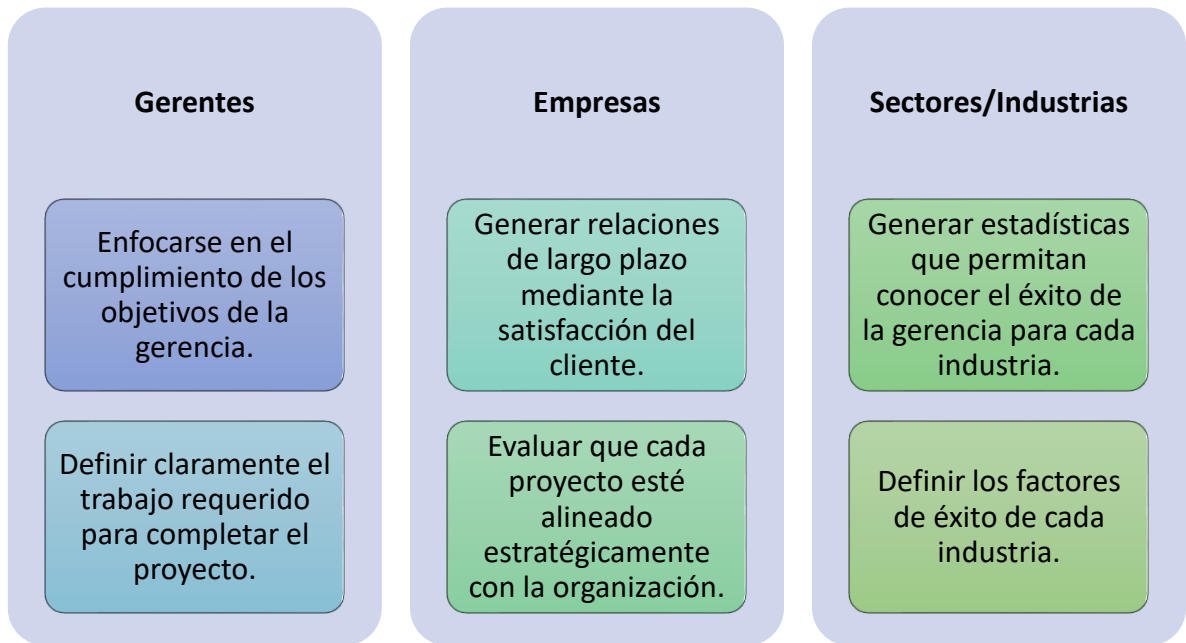 Gerentes
Enfocarse en el
cumplimiento de los
objetivos de la
gerencia.
Definir claramente el
trabajo requerido
para completar el
proyecto.
Empresas
Generar relaciones
de largo plazo
mediante la
satisfacción del
cliente.
Evaluar que cada
proyecto esté
alineado
estratégicamente
con la organización.
Sectores/Industrias
Generar estadísticas
que permitan
conocer el éxito de
la gerencia para cada
industria.
Definir los factores
de éxito de cada
industria.